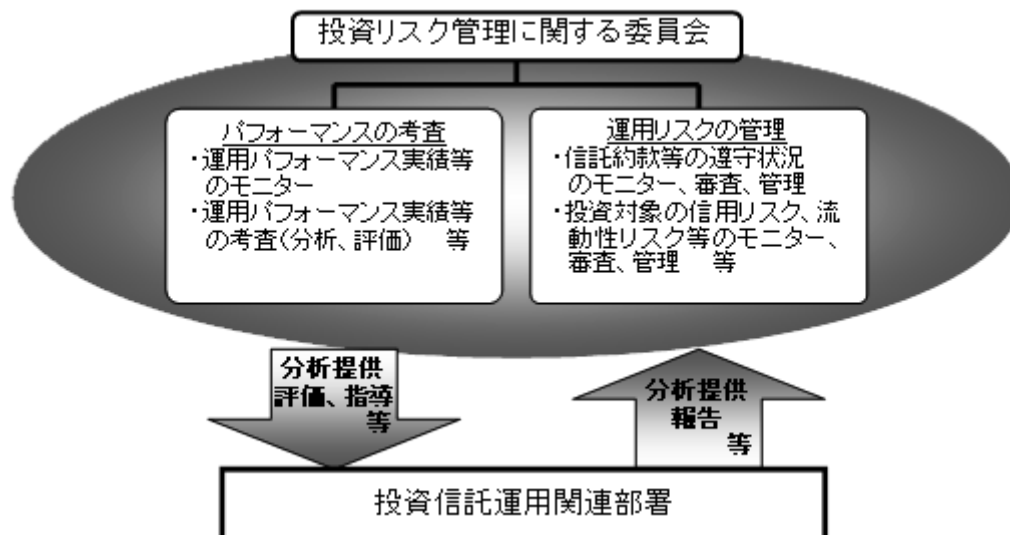 投資リスク管理に関する委員会
パフォーマンスの考査
・運用パフォーマンス実績等
のモニター
・運用パフォーマンス実績等
の考査(分析、評価) 等
運用リスクの管理
・信託約款等の遵守状況
のモニター、審査、管理
・投資対象の信用リスク、流
動性リスク等のモニター、
審査、管理 等
分析提供
評価、指導
等
分析提供
報告
等
投資信託運用関連部署